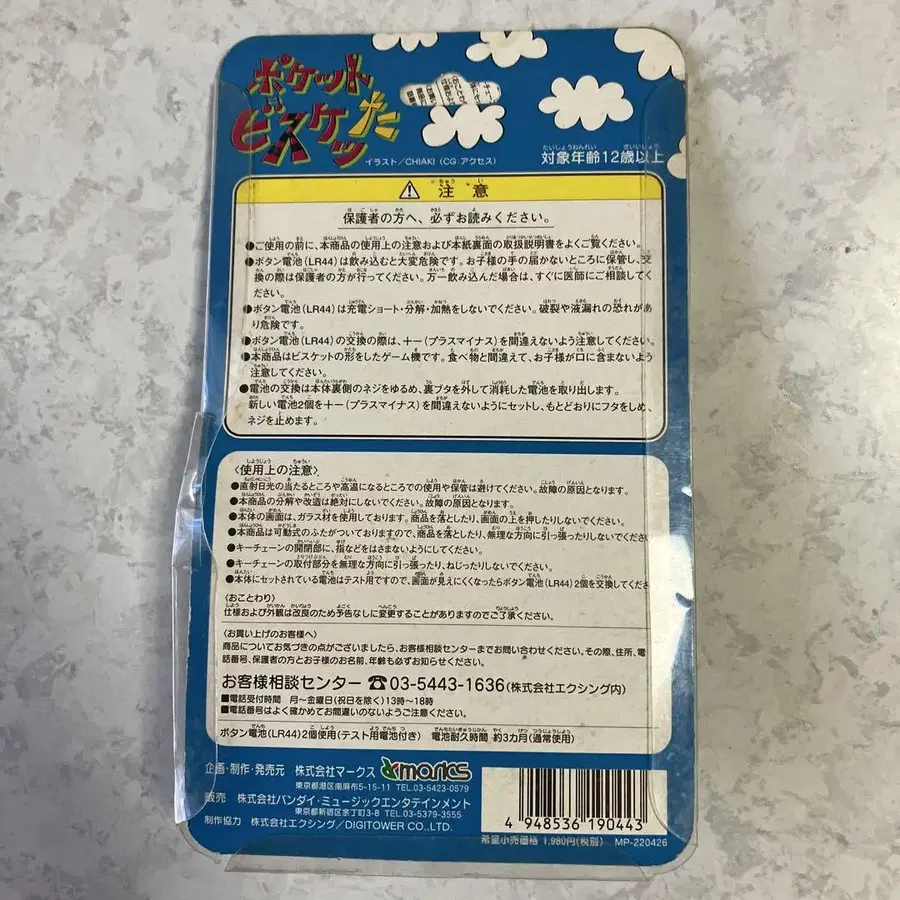 ポケット
ビスケッた
イラスト／CHIAKI（CG：アクセス）
たいしょうねんれい さいいじょう
対象年齢12歳以上
⚠ 注意
保護者の方へ、必ずお読みください。
●ご使用の前に、本商品の使用上の注意および本紙裏面の取扱説明書をよくご覧ください。
●ボタン電池（LR44）は飲み込むと大変危険です。お子様の手の届かないところに保管し、交
換の際は保護者の方が行ってください。万一飲み込んだ場合は、すぐに医師にご相談してく
ださい。
●ボタン電池（LR44）は充電ショート・分解・加熱をしないでください。破裂や液漏れの恐れがあ
り危険です。
●ボタン電池（LR44）の交換の際は、＋－（プラスマイナス）を間違えないよう注意してください。
●本商品はビスケットの形をしたゲーム機です。食べ物と間違えて、お子様が口に含まないよう
注意してください。
●電池の交換は本体裏側のネジをゆるめ、裏ブタを外して消耗した電池を取り出します。
新しい電池2個を＋－（プラスマイナス）を間違えないようにセットし、もとどおりにフタをしめ、
ネジを止めます。
〈使用上の注意〉
●直射日光の当たるところや高温になるところでの使用や保管は避けてください。故障の原因となります。
●本商品の分解や改造は絶対にしないでください。故障の原因となります。
●本体の画面は、ガラス材を使用しております。商品を落としたり、画面の上を押したりしないでください。
●本商品は可動式のふたがついておりますので、商品を落としたり、無理な方向に引っ張ったりしないでくださ
●キーチェーンの開閉部に、指などをはさまないようにしてください。
●キーチェーンの取付部分を無理な方向に引っ張ったり、ねじったりしないでください。
●本体にセットされている電池はテスト用ですので、画面が見えにくくなったらボタン電池（LR44）2個を交換してくださ
〈おことわり〉
仕様および外観は改良のため予告なしに変更することがありますのでご了承ください。
〈お買い上げのお客様へ〉
商品についてお気づきの点がございましたら、お客様相談センターまでお問い合わせください。その際、住所、電
話番号、保護者の方とお子様のお名前、年齢も必ずお知らせください。
お客様相談センター ☎03-5443-1636（株式会社エクシング内）
■電話受付時間 月～金曜日（祝日を除く）13時～18時
■電話番号はよく確かめてお間違いのないようご注意ください。
ボタン電池（LR44）2個使用（テスト用電池付き） 電池耐久時間 約3カ月（通常使用）
企画・制作・発売元 株式会社マークス marks
東京都港区南麻布5-15-11 TEL.03-5423-0579
販売 株式会社バンダイ・ミュージックエンタテインメント
東京都新宿区余丁町3-8 TEL.03-5379-3555
制作協力 株式会社エクシング／DIGITOWER CO., LTD.
4 948536 190443
希望小売価格 1,980円（税別） MP-220426